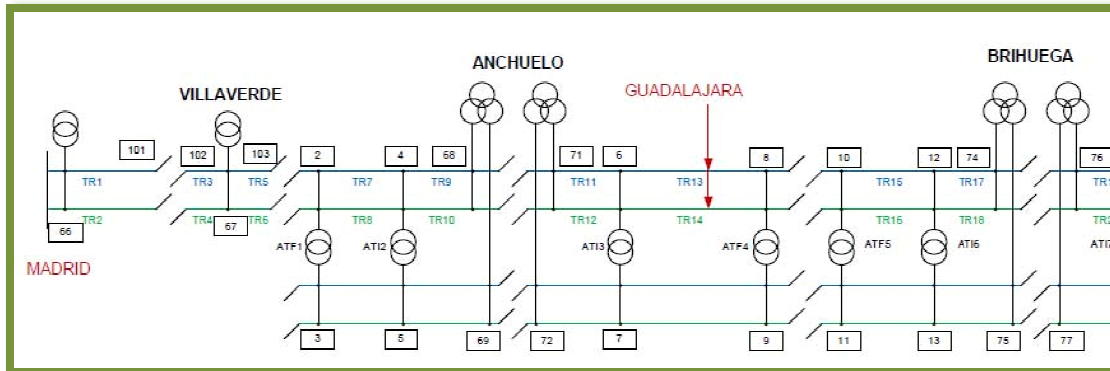 BRIHUEGA
ANCHUELO
GUADALAJARA
VILLAVERDE
101 102 103 2 4 68 71 6 8 10 12 74 76
TR1 TR3 TR5 TR7 TR9 TR11 TR13 TR15 TR17
TR2 TR4 TR6 TR8 TR10 TR12 TR14 TR16 TR18
66 67
ATF1 ATI2 ATI3 ATF4 ATF5 ATI6
MADRID
3 5 69 72 7 9 11 13 75 77